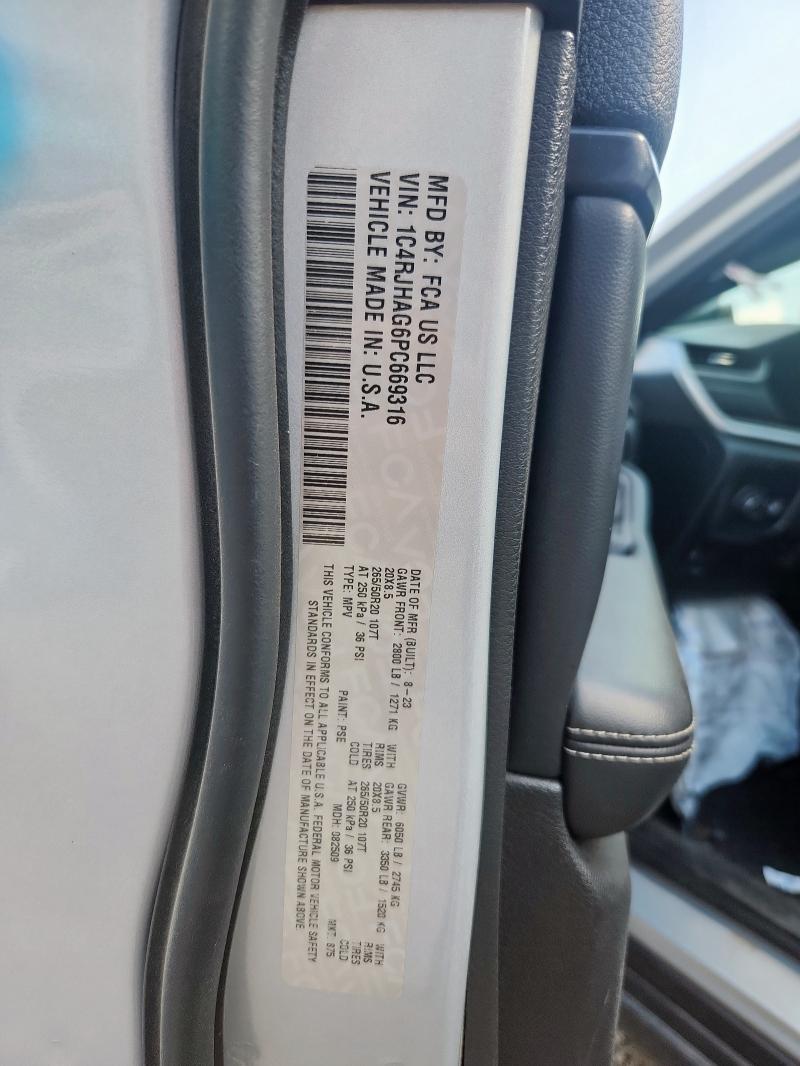 MFD BY: FCA US LLC
VIN: 1C4RJHAG6PC669316
VEHICLE MADE IN: U.S.A.
DATE OF MFR (BUILT): 8-23 GVWR: 6050 LB / 2745 KG
GAWR FRONT: 2800 LB / 1271 KG WITH GAWR REAR: 3350 LB / 1520 KG WITH
20X8.5 RIMS 20X8.5 RIMS
265/50R20 107T TIRES 265/50R20 107T TIRES
AT 250 kPa / 36 PSI COLD AT 250 kPa / 36 PSI COLD
TYPE: MPV PAINT: PSE MDH: 082509 MKT: 875
THIS VEHICLE CONFORMS TO ALL APPLICABLE U.S.A. FEDERAL MOTOR VEHICLE SAFETY
STANDARDS IN EFFECT ON THE DATE OF MANUFACTURE SHOWN ABOVE.